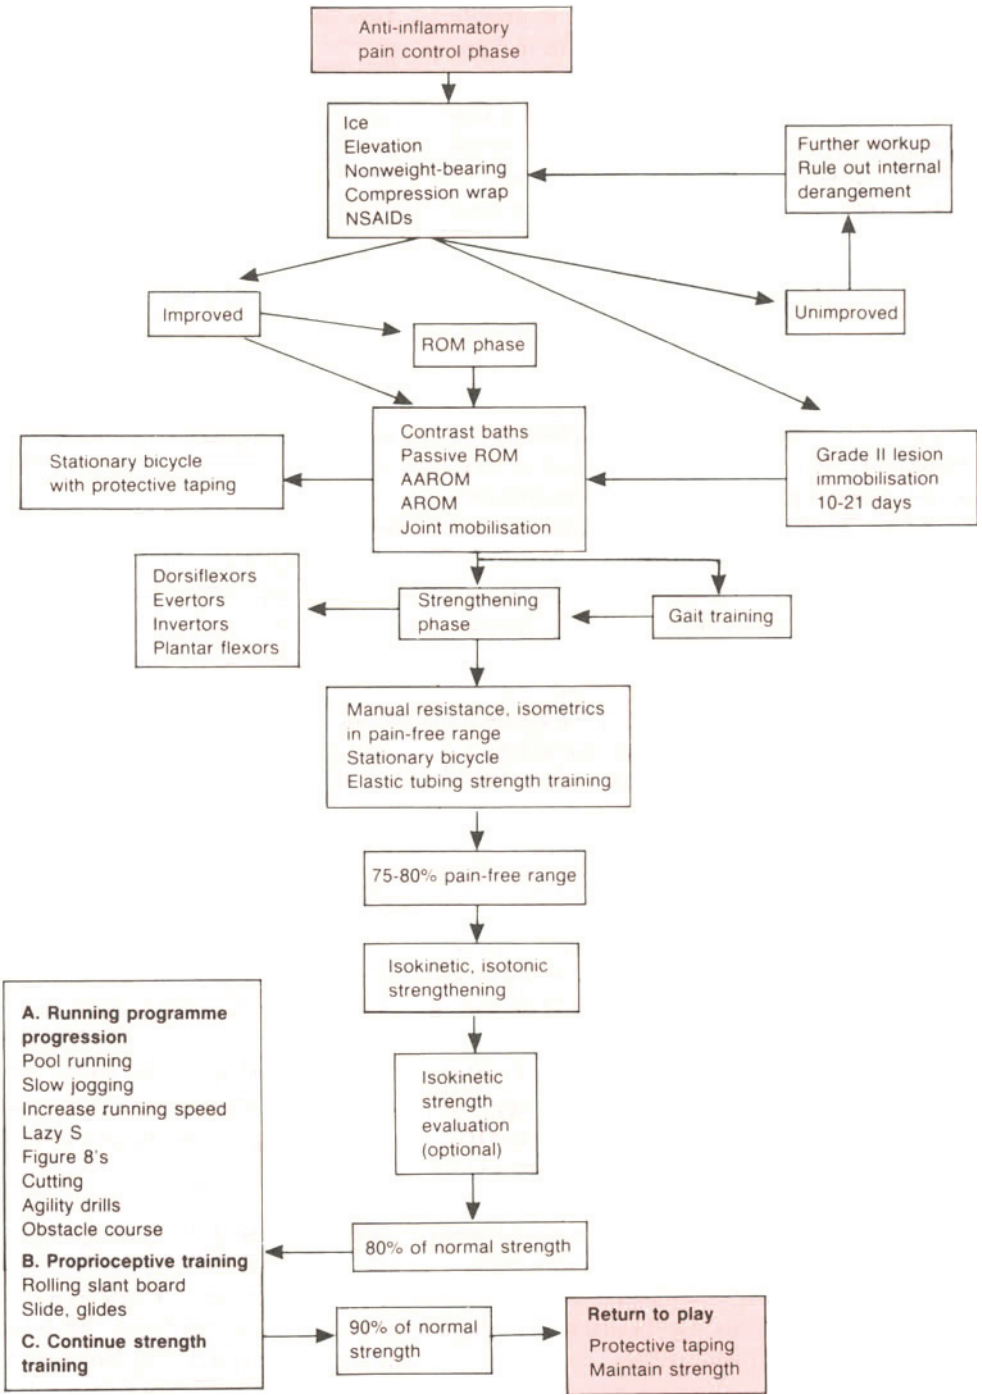 Anti-inflammatory
pain control phase
Ice
Elevation
Nonweight-bearing
Compression wrap
NSAIDs
Further workup
Rule out internal
derangement
Improved
Unimproved
ROM phase
Contrast baths
Passive ROM
AAROM
AROM
Joint mobilisation
Stationary bicycle
with protective taping
Grade II lesion
immobilisation
10-21 days
Dorsiflexors
Evertors
Invertors
Plantar flexors
Strengthening
phase
Gait training
Manual resistance, isometrics
in pain-free range
Stationary bicycle
Elastic tubing strength training
75-80% pain-free range
Isokinetic, isotonic
strengthening
Isokinetic
strength
evaluation
(optional)
80% of normal strength
A. Running programme
progression
Pool running
Slow jogging
Increase running speed
Lazy S
Figure 8's
Cutting
Agility drills
Obstacle course
B. Proprioceptive training
Rolling slant board
Slide, glides
C. Continue strength
training
90% of normal
strength
Return to play
Protective taping
Maintain strength